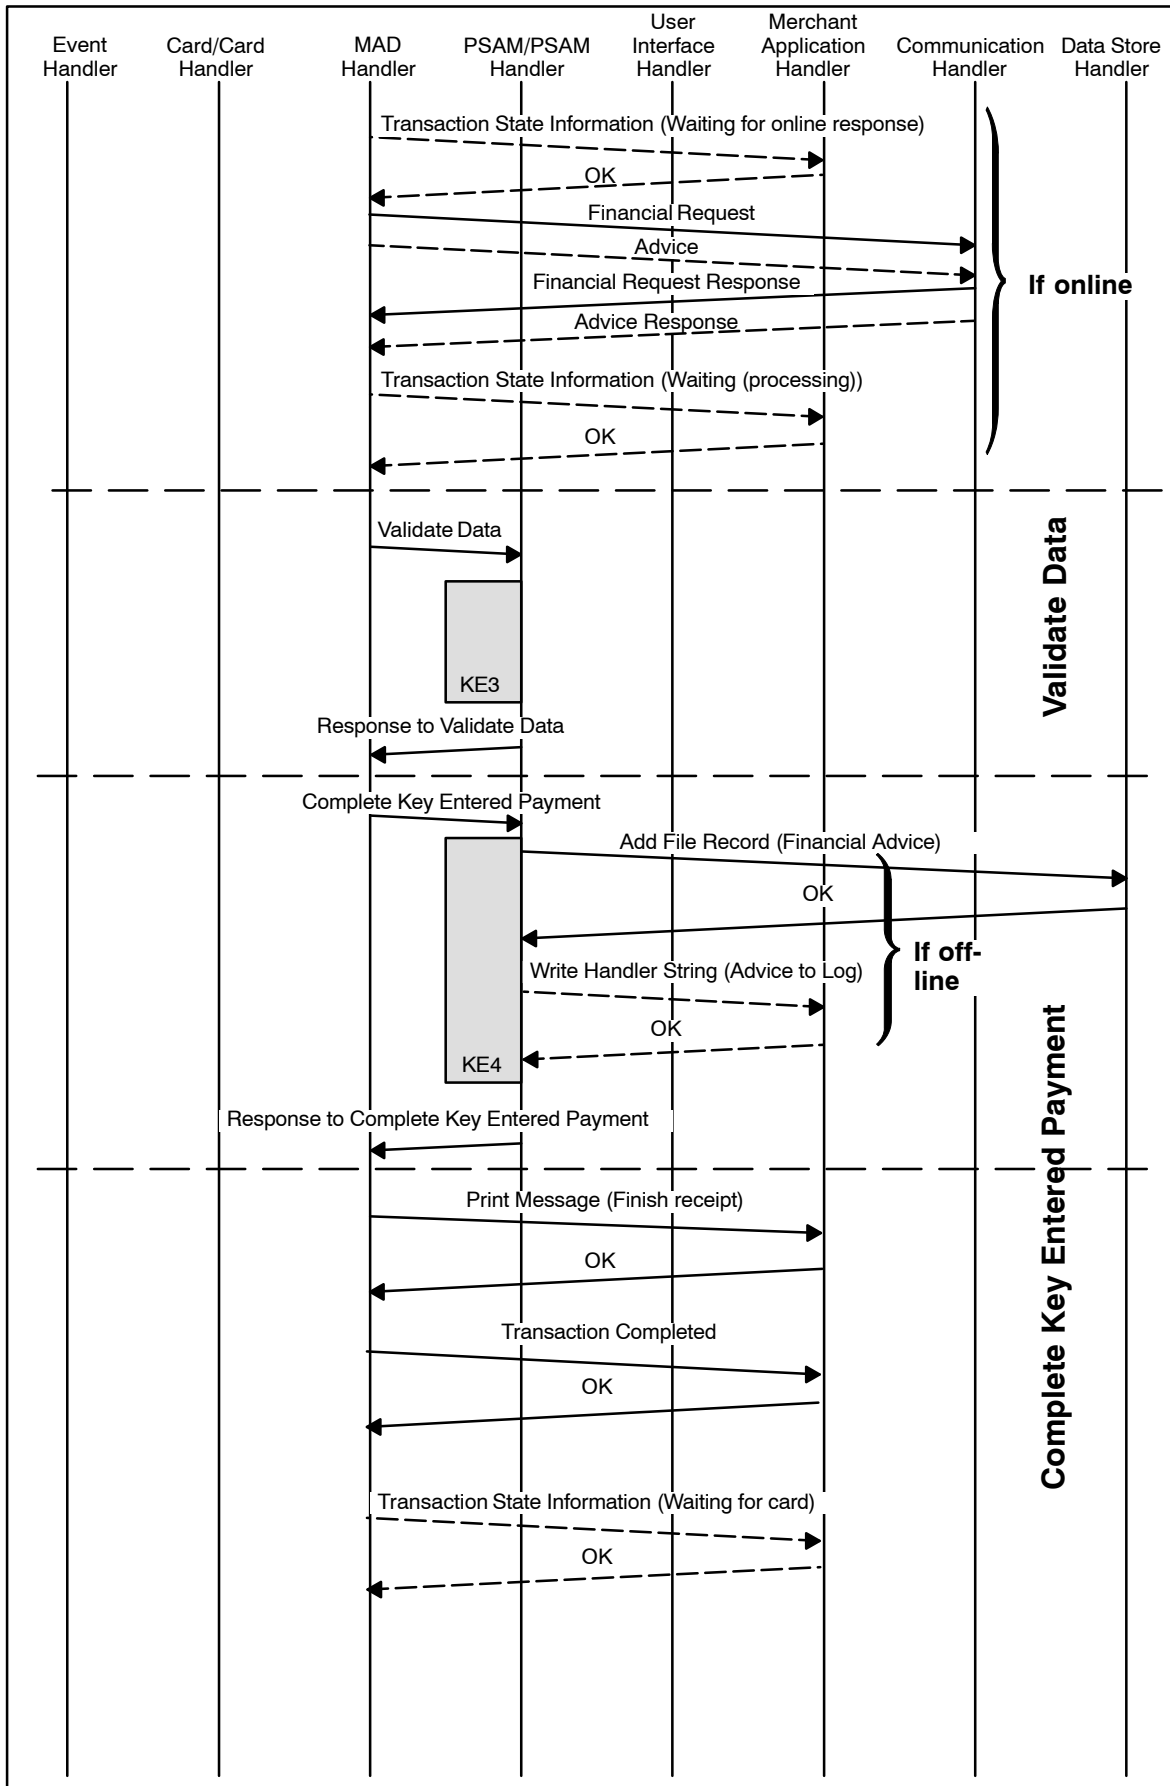 Event
Handler
Card/Card
Handler
MAD
Handler
PSAM/PSAM
Handler
User
Interface
Handler
Merchant
Application
Handler
Communication
Handler
Data Store
Handler
Transaction State Information (Waiting for online response)
OK
Financial Request
Advice
Financial Request Response
Advice Response
Transaction State Information (Waiting (processing))
OK
If online
Validate Data
KE3
Response to Validate Data
Validate Data
Complete Key Entered Payment
Add File Record (Financial Advice)
OK
Write Handler String (Advice to Log)
OK
If off-
line
KE4
Response to Complete Key Entered Payment
Complete Key Entered Payment
Print Message (Finish receipt)
OK
Transaction Completed
OK
Transaction State Information (Waiting for card)
OK